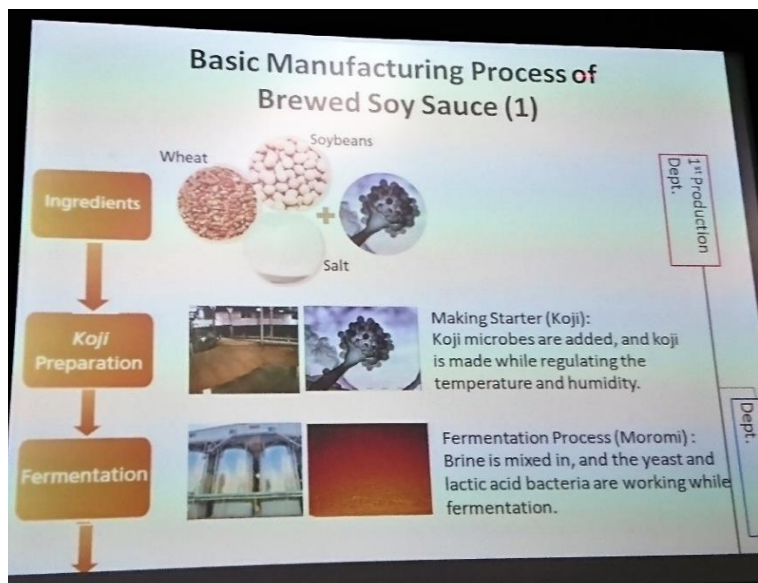 Basic Manufacturing Process of
Brewed Soy Sauce (1)
Soybeans
Wheat
Ingredients
Salt
1st Production
Dept.
Koji
Preparation
Making Starter (Koji):
Koji microbes are added, and koji
is made while regulating the
temperature and humidity.
Fermentation
Fermentation Process (Moromi) :
Brine is mixed in, and the yeast and
lactic acid bacteria are working while
fermentation.
Dept.